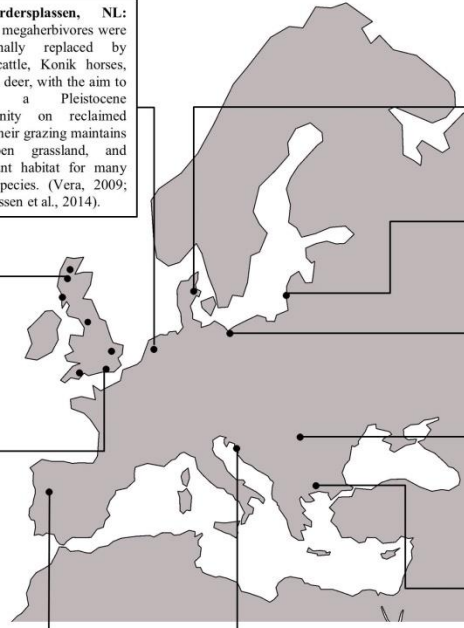 rdersplassen, NL:
megaherbivores were
nally replaced by
cattle, Konik horses,
deer, with the aim to
a Pleistocene
nity on reclaimed
heir grazing maintains
pen grassland, and
nt habitat for many
pecies. (Vera, 2009;
ssen et al., 2014).